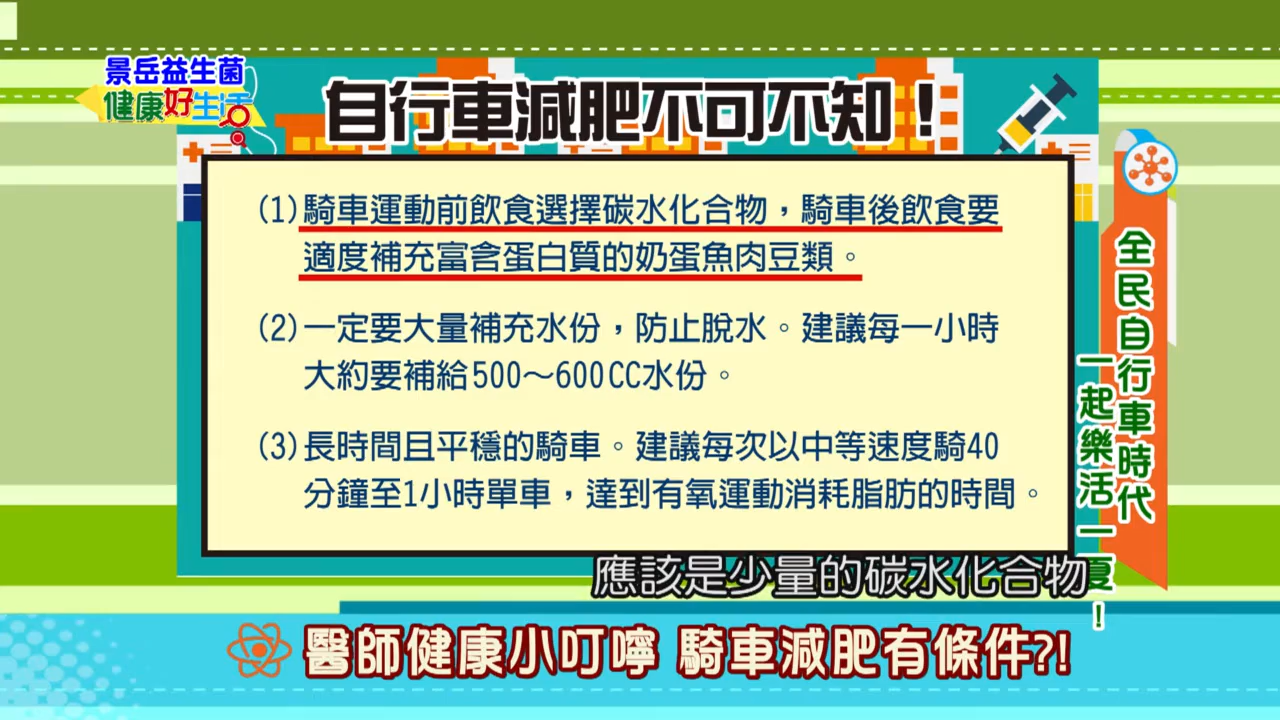 景岳益生菌
健康好生活
自行車減肥不可不知！
(1)騎車運動前飲食選擇碳水化合物，騎車後飲食要
適度補充富含蛋白質的奶蛋魚肉豆類。
(2)一定要大量補充水份，防止脫水。建議每一小時
大約要補給500～600CC水份。
(3)長時間且平穩的騎車。建議每次以中等速度騎40
分鐘至1小時單車，達到有氧運動消耗脂肪的時間。
全民自行車時代
一起樂活一夏！
應該是少量的碳水化合物
醫師健康小叮嚀 騎車減肥有條件?!